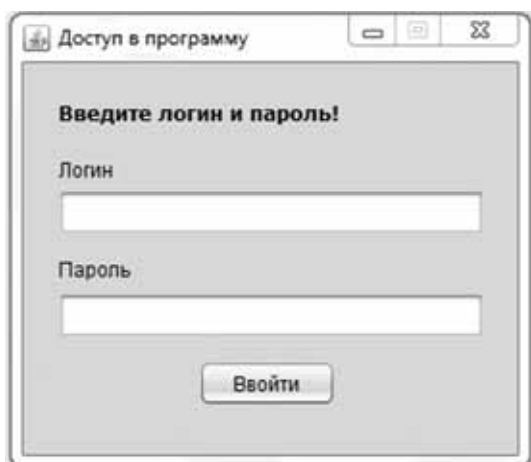 Доступ в программу
Введите логин и пароль!
Логин
Пароль
Ввойти